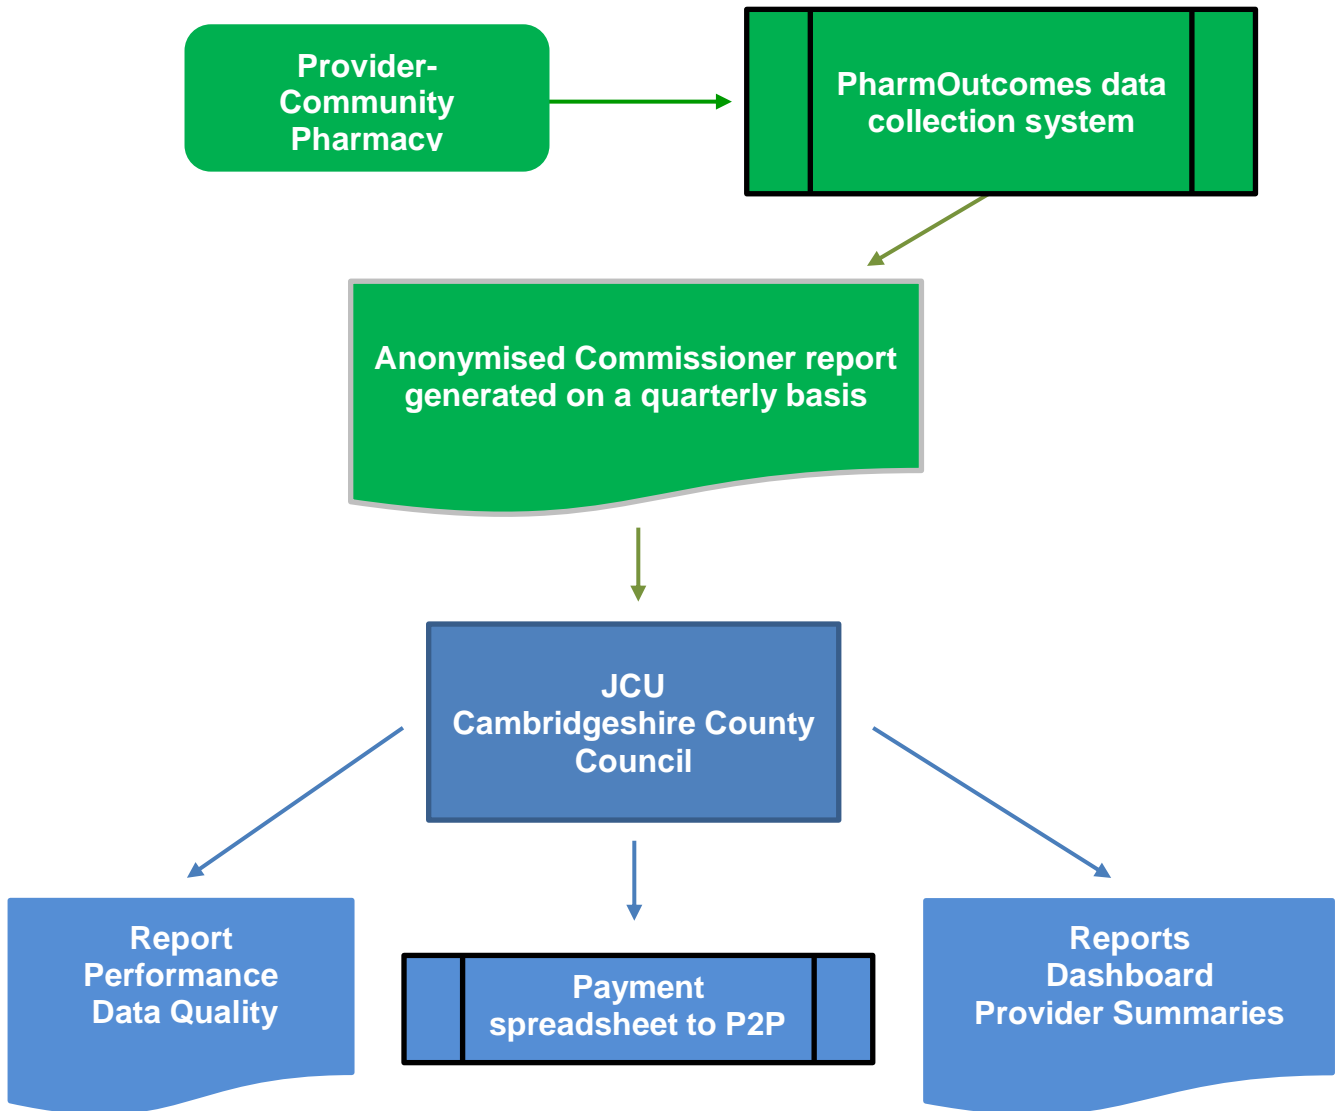 Provider-
Community
Pharmacy
PharmOutcomes data
collection system
Anonymised Commissioner report
generated on a quarterly basis
JCU
Cambridgeshire County
Council
Report
Performance
Data Quality
Payment
spreadsheet to P2P
Reports
Dashboard
Provider Summaries